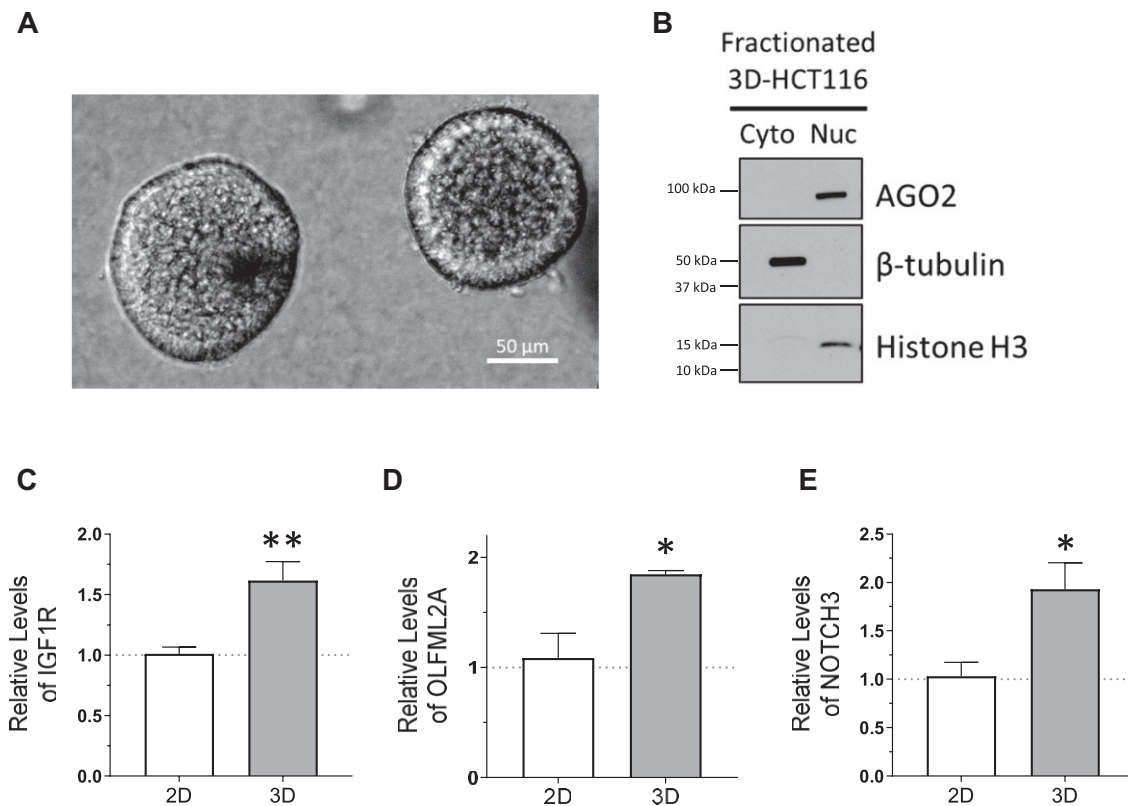 A
50 µm
B
Fractionated
3D-HCT116
Cyto Nuc
100 kDa
AGO2
50 kDa
37 kDa
β-tubulin
15 kDa
10 kDa
Histone H3
C
Relative Levels
of IGF1R
2.0
1.5
1.0
0.5
0.0
**
2D 3D
D
Relative Levels
of OLFML2A
2
1
0
*
2D 3D
E
Relative Levels
of NOTCH3
2.5
2.0
1.5
1.0
0.5
0.0
*
2D 3D